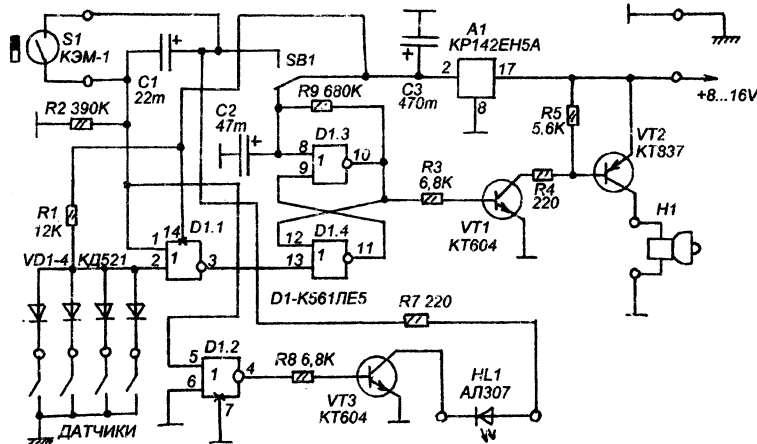 S1
КЭМ-1
C1
22m
R2 390K
C2
47m
SB1
R9 680K
C3
470m
A1
КР142ЕН5А
2
17
8
+8...16V
R5
5,6K
VT2
КТ837
R4
220
H1
D1.3
8
1
10
9
R3
6,8K
VT1
КТ604
R1
12K
14
D1.1
1
1
2
3
12
D1.4
1
11
13
VD1-4
КД521
D1-К561ЛЕ5
R7 220
D1.2
5
1
4
6
7
R8 6,8K
VT3
КТ604
HL1
АЛ307
ДАТЧИКИ